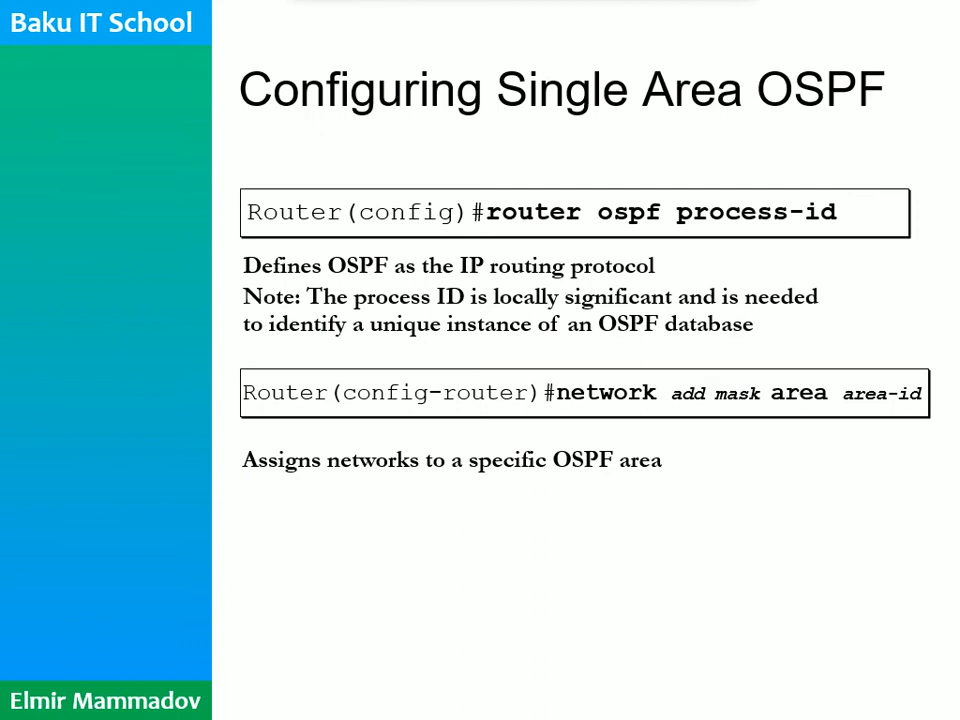 Baku IT School
Configuring Single Area OSPF
Router(config)#router ospf process-id
Defines OSPF as the IP routing protocol
Note: The process ID is locally significant and is needed
to identify a unique instance of an OSPF database
Router(config-router)#network add mask area area-id
Assigns networks to a specific OSPF area
Elmir Mammadov